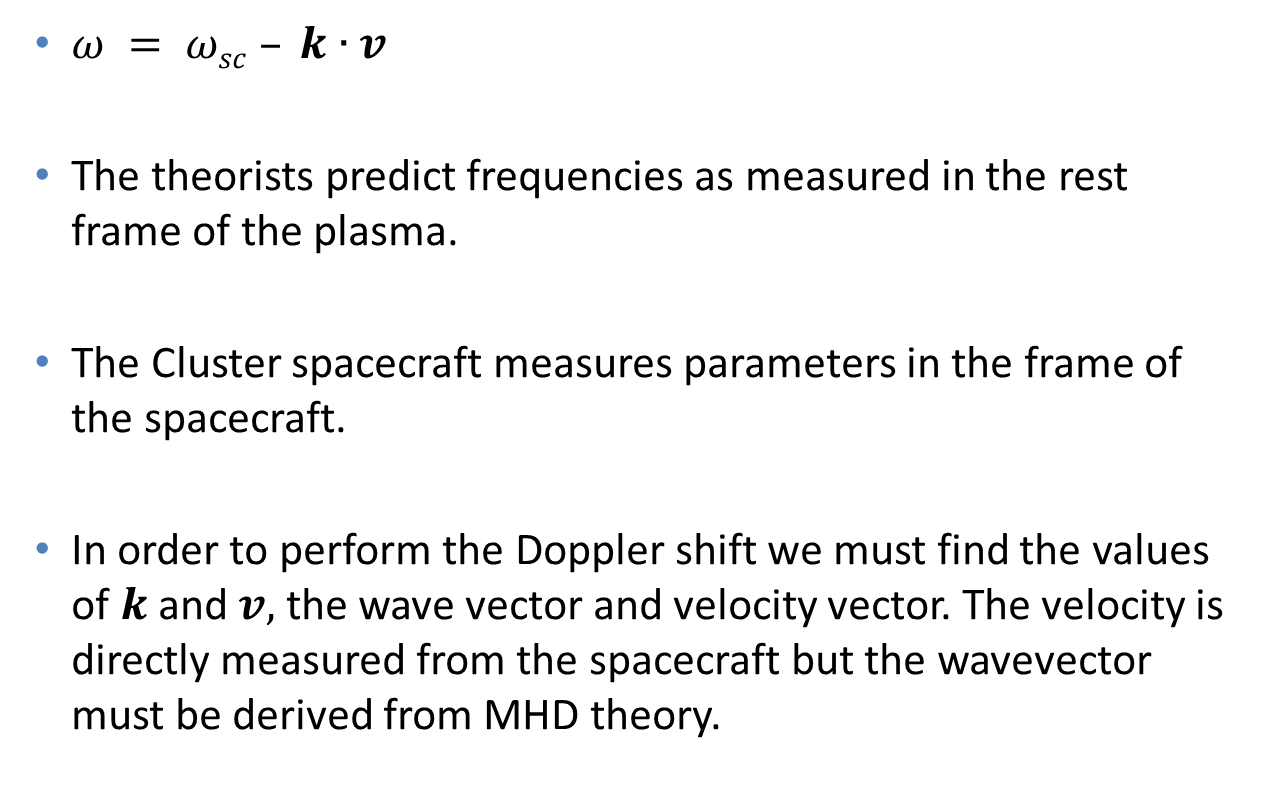 • ω = ω_sc – k · v
• The theorists predict frequencies as measured in the rest
frame of the plasma.
• The Cluster spacecraft measures parameters in the frame of
the spacecraft.
• In order to perform the Doppler shift we must find the values
of k and v, the wave vector and velocity vector. The velocity is
directly measured from the spacecraft but the wavevector
must be derived from MHD theory.